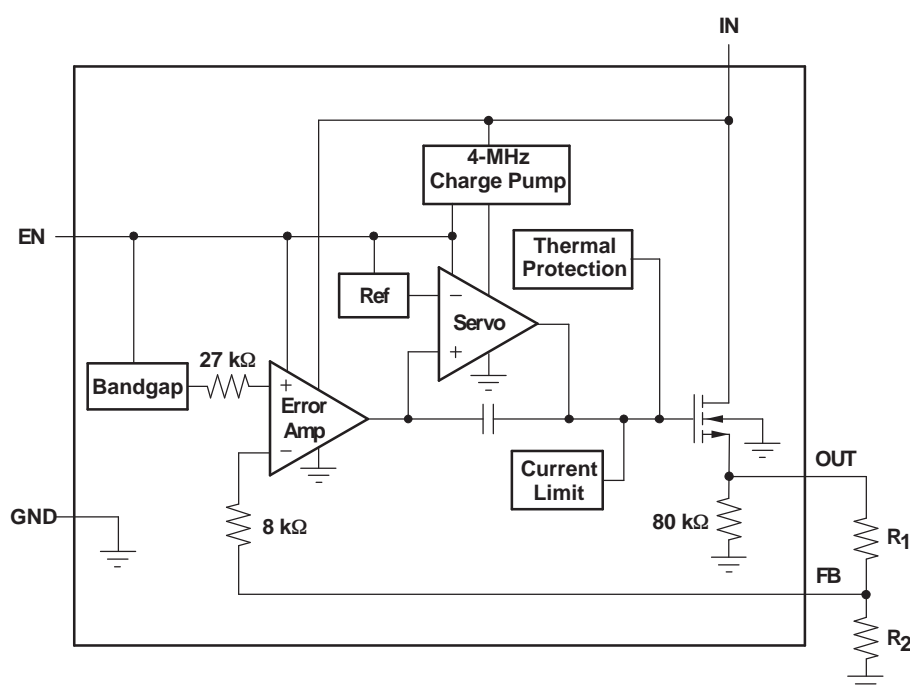 IN
4-MHz
Charge Pump
EN
Thermal
Protection
Ref
−
Servo
+
27 kΩ
Bandgap
+
Error
Amp
−
Current
Limit
OUT
GND
8 kΩ
80 kΩ
R1
FB
R2